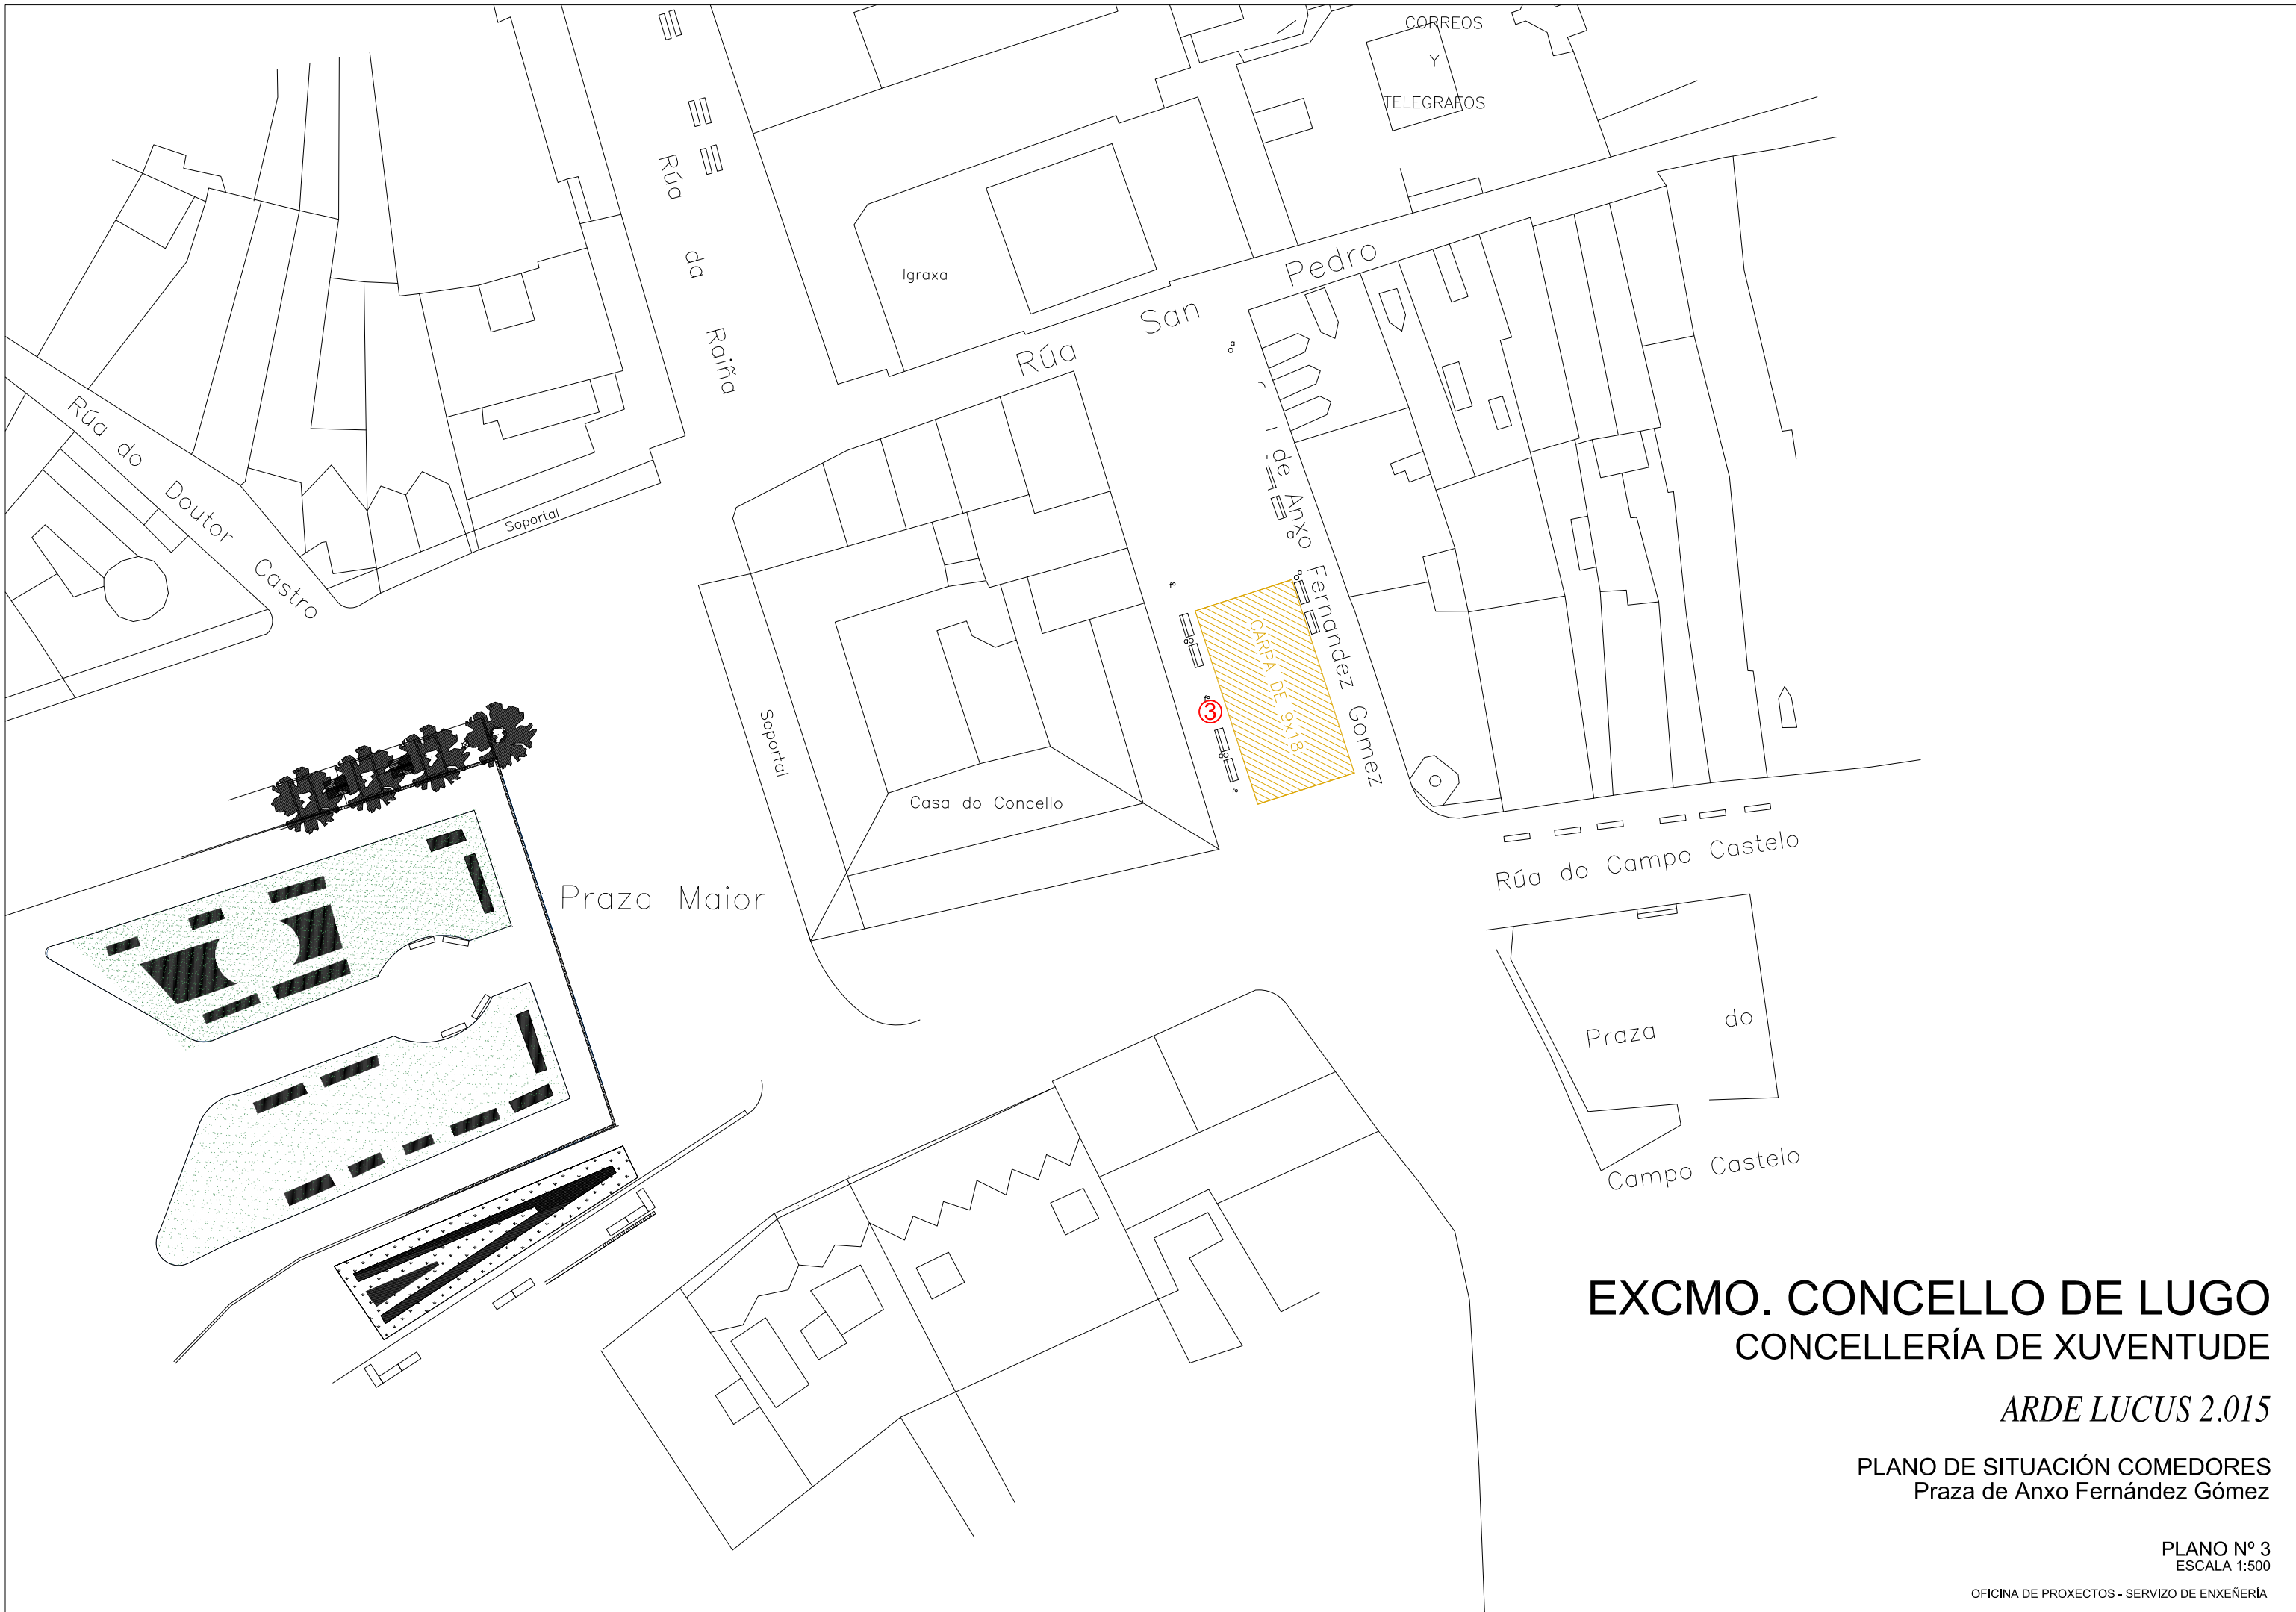 CORREOS
Y
TELEGRAFOS
Rúa da Raiña
Igraxa
Rúa San Pedro
Rúa do Doutor Castro
Soportal
de Anxo Fernandez Gomez
CARPA DE 9x18
3
Soportal
Casa do Concello
Praza Maior
Rúa do Campo Castelo
Praza do
Campo Castelo
EXCMO. CONCELLO DE LUGO
CONCELLERÍA DE XUVENTUDE
ARDE LUCUS 2.015
PLANO DE SITUACIÓN COMEDORES
Praza de Anxo Fernández Gómez
PLANO Nº 3
ESCALA 1:500
OFICINA DE PROXECTOS - SERVIZO DE ENXEÑERÍA